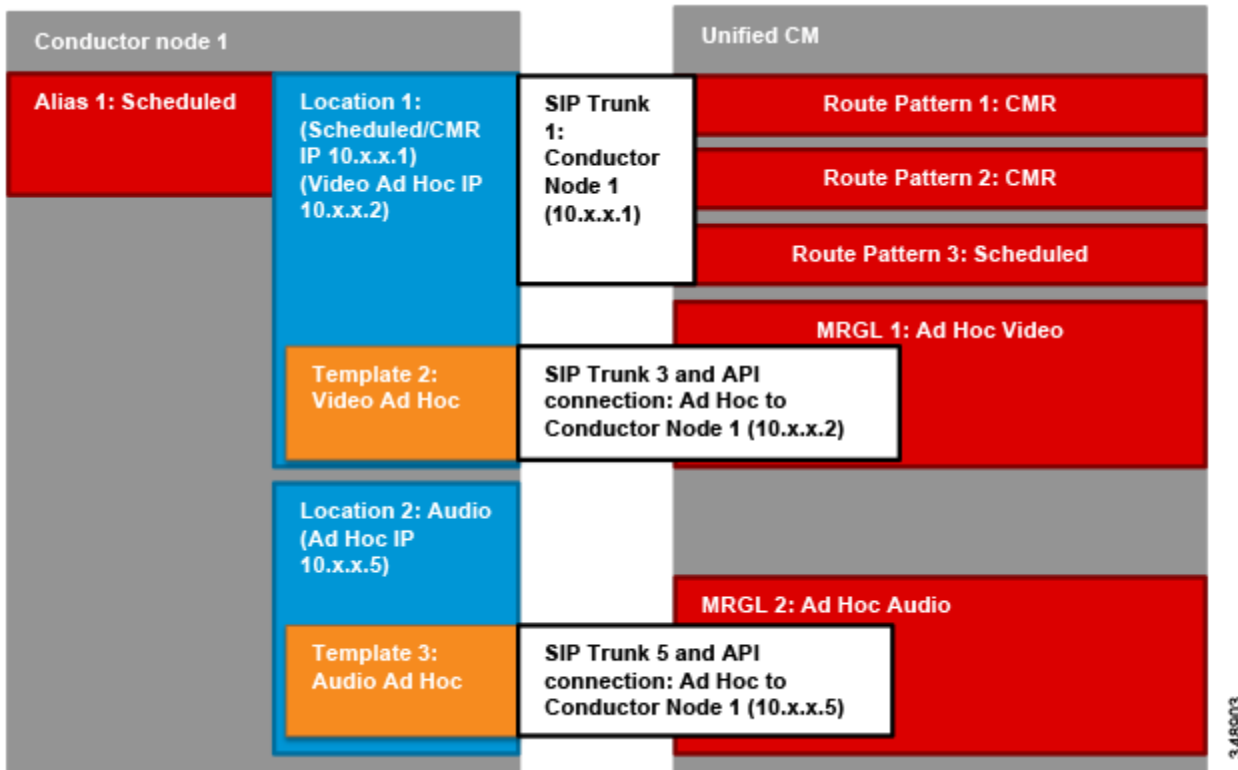 Conductor node 1
Alias 1: Scheduled
Location 1:
(Scheduled/CMR
IP 10.x.x.1)
(Video Ad Hoc IP
10.x.x.2)
Template 2:
Video Ad Hoc
Location 2: Audio
(Ad Hoc IP
10.x.x.5)
Template 3:
Audio Ad Hoc
SIP Trunk
1:
Conductor
Node 1
(10.x.x.1)
SIP Trunk 3 and API
connection: Ad Hoc to
Conductor Node 1 (10.x.x.2)
SIP Trunk 5 and API
connection: Ad Hoc to
Conductor Node 1 (10.x.x.5)
Unified CM
Route Pattern 1: CMR
Route Pattern 2: CMR
Route Pattern 3: Scheduled
MRGL 1: Ad Hoc Video
MRGL 2: Ad Hoc Audio
348903